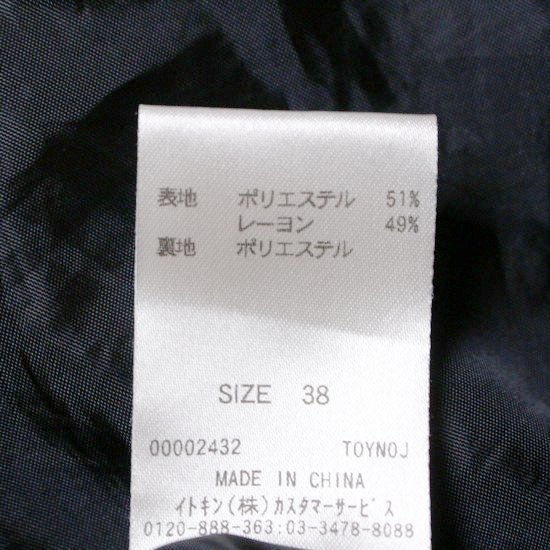 表地 ポリエステル 51%
レーヨン 49%
裏地 ポリエステル
SIZE 38
00002432 TOYNOJ
MADE IN CHINA
イトキン(株)カスタマーサービス
0120-888-363:03-3478-8088